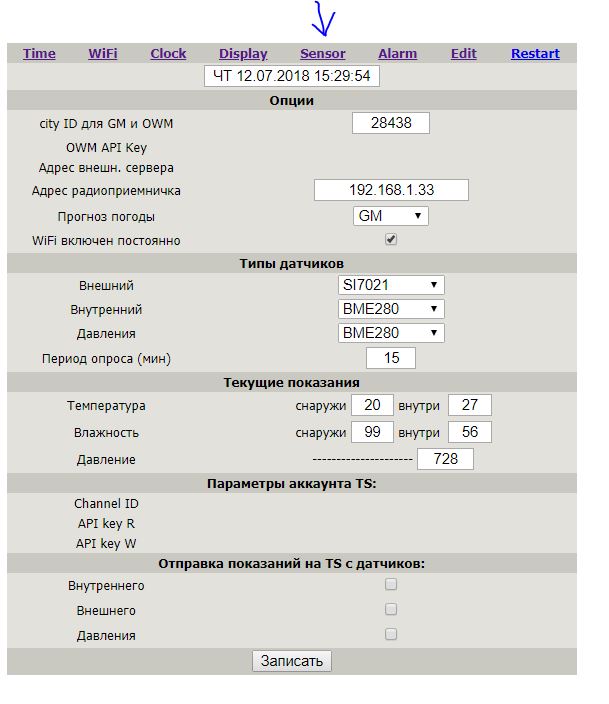 Time WiFi Clock Display Sensor Alarm Edit Restart
ЧТ 12.07.2018 15:29:54
Опции
city ID для GM и OWM 28438
OWM API Key
Адрес внешн. сервера
Адрес радиоприемничка 192.168.1.33
Прогноз погоды GM
WiFi включен постоянно
Типы датчиков
Внешний SI7021
Внутренний BME280
Давления BME280
Период опроса (мин) 15
Текущие показания
Температура снаружи 20 внутри 27
Влажность снаружи 99 внутри 56
Давление --------------------- 728
Параметры аккаунта TS:
Channel ID
API key R
API key W
Отправка показаний на TS с датчиков:
Внутреннего
Внешнего
Давления
Записать